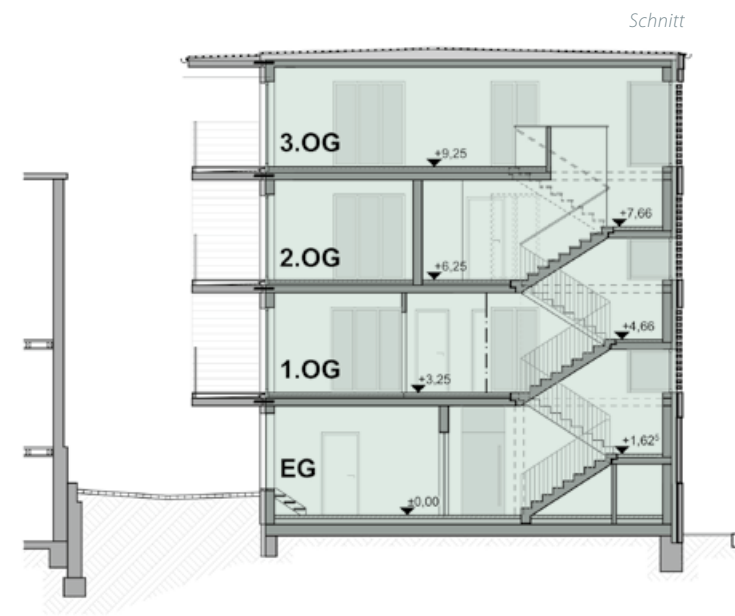 Schnitt
3.OG
+9,25
+7,66
2.OG
+6,25
+4,66
1.OG
+3,25
+1,62⁵
EG
±0,00